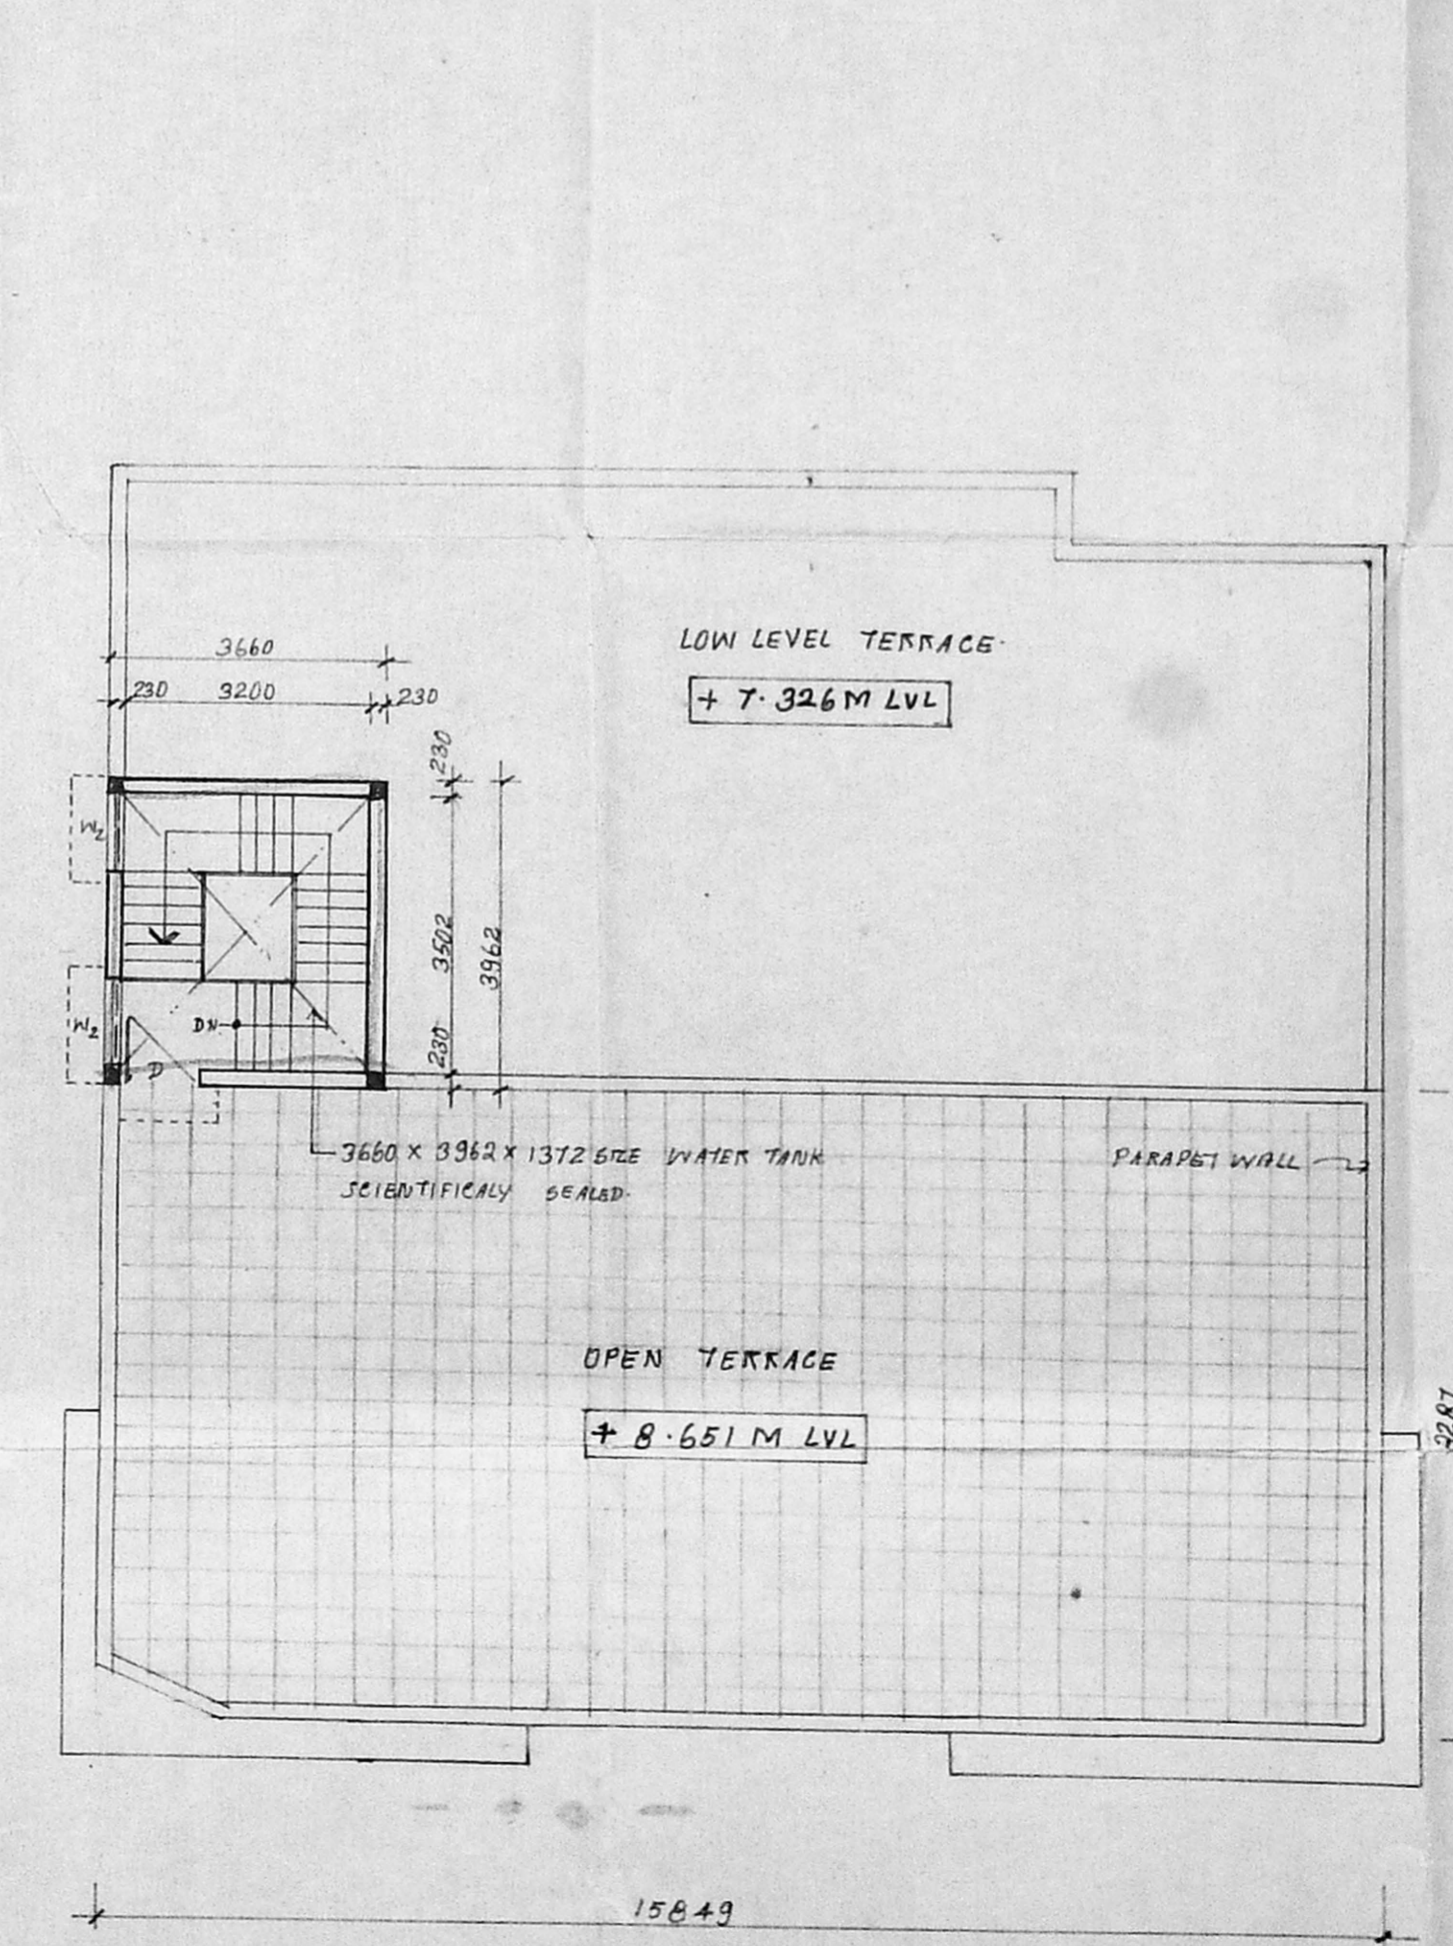 LOW LEVEL TERRACE.
+ 7.326 M LVL
3660
230 3200 230
230
3502
3962
230
W2
W2
DN
D
3660 x 3962 x 1372 SIZE WATER TANK
SCIENTIFICALY SEALED.
PARAPET WALL
OPEN TERRACE
+ 8.651 M LVL
15849